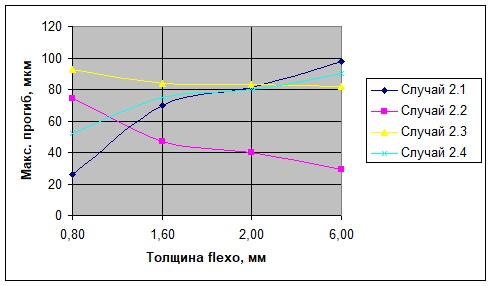 120
100
80
60
40
20
0
0,80
1,60
2,00
6,00
Макс. прогиб, мкм
Толщина flexo, мм
Случай 2.1
Случай 2.2
Случай 2.3
Случай 2.4